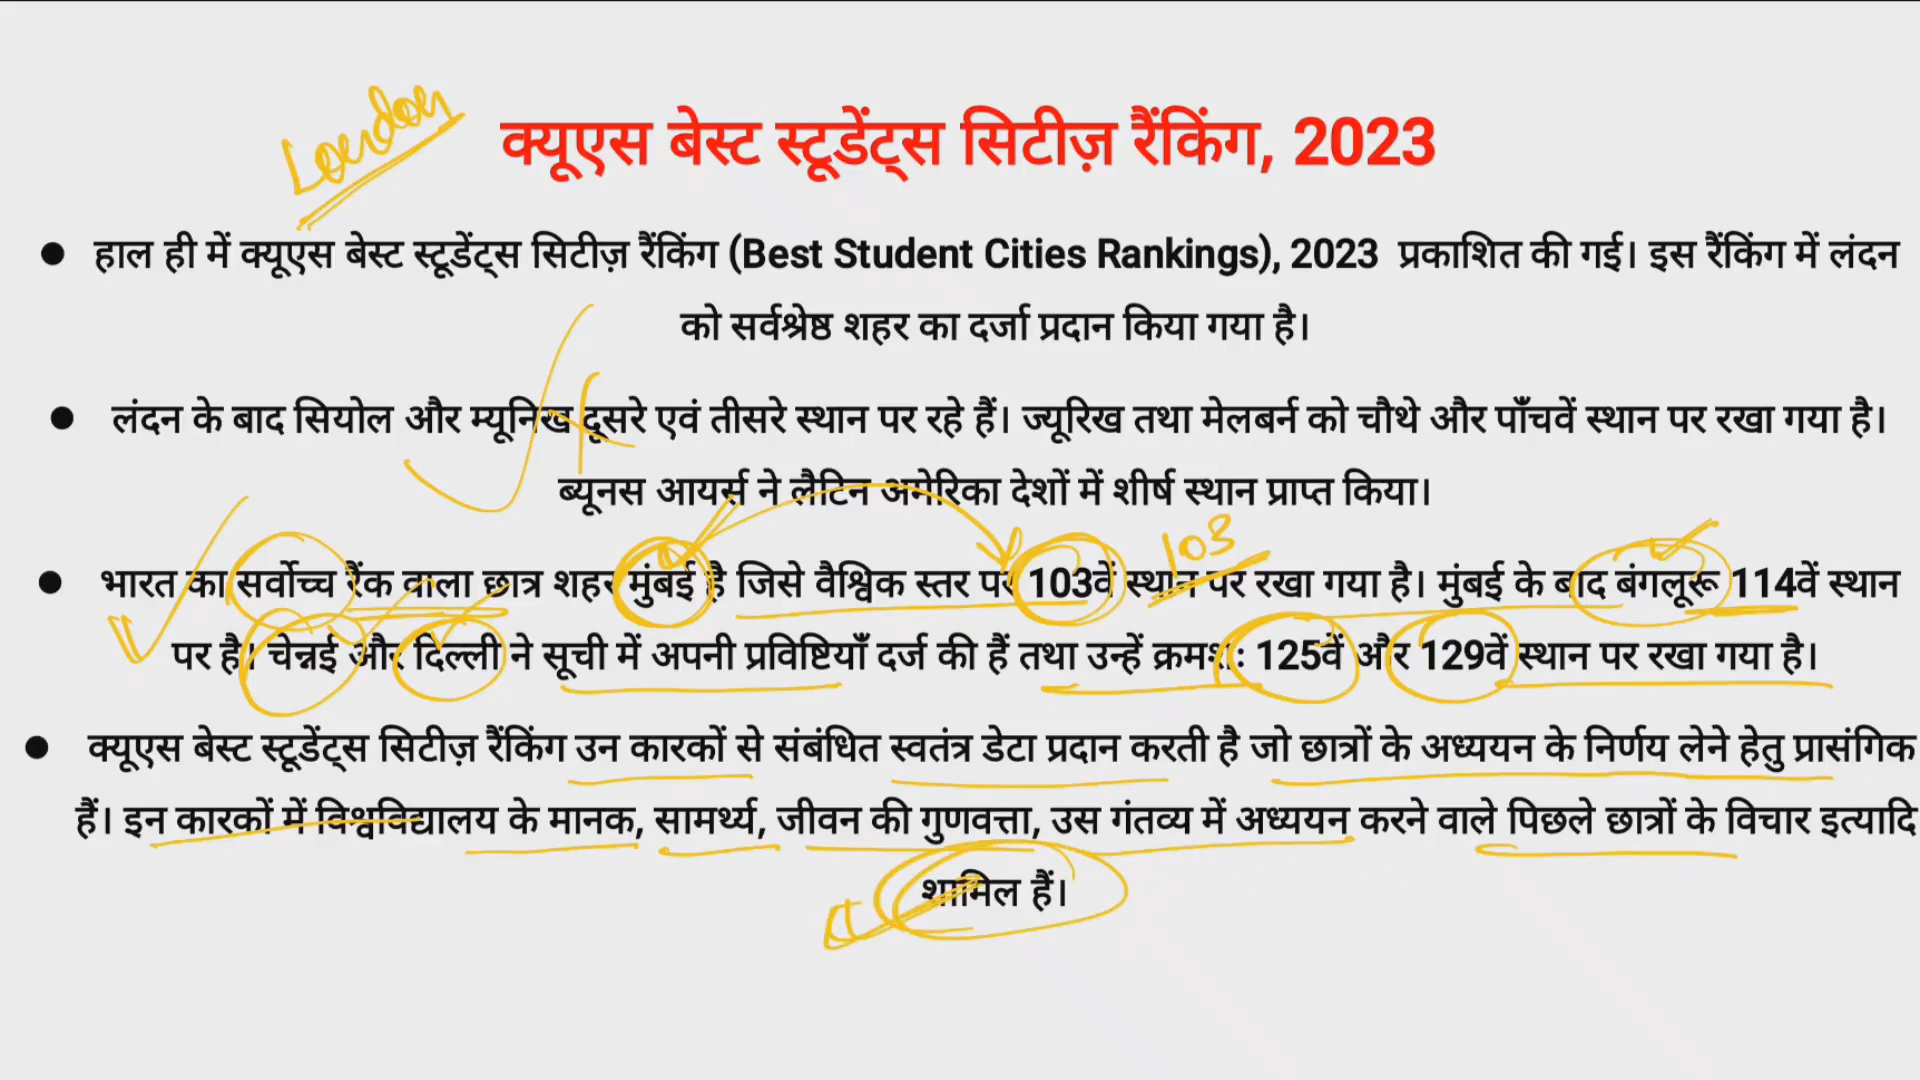 London
क्यूएस बेस्ट स्टूडेंट्स सिटीज़ रैंकिंग, 2023
● हाल ही में क्यूएस बेस्ट स्टूडेंट्स सिटीज़ रैंकिंग (Best Student Cities Rankings), 2023 प्रकाशित की गई। इस रैंकिंग में लंदन
को सर्वश्रेष्ठ शहर का दर्जा प्रदान किया गया है।
● लंदन के बाद सियोल और म्यूनिख दूसरे एवं तीसरे स्थान पर रहे हैं। ज्यूरिख तथा मेलबर्न को चौथे और पाँचवें स्थान पर रखा गया है।
ब्यूनस आयर्स ने लैटिन अमेरिका देशों में शीर्ष स्थान प्राप्त किया।
103
● भारत का सर्वोच्च रैंक वाला छात्र शहर मुंबई है जिसे वैश्विक स्तर पर 103वें स्थान पर रखा गया है। मुंबई के बाद बंगलूरू 114वें स्थान
पर है। चेन्नई और दिल्ली ने सूची में अपनी प्रविष्टियाँ दर्ज की हैं तथा उन्हें क्रमशः 125वें और 129वें स्थान पर रखा गया है।
● क्यूएस बेस्ट स्टूडेंट्स सिटीज़ रैंकिंग उन कारकों से संबंधित स्वतंत्र डेटा प्रदान करती है जो छात्रों के अध्ययन के निर्णय लेने हेतु प्रासंगिक
हैं। इन कारकों में विश्वविद्यालय के मानक, सामर्थ्य, जीवन की गुणवत्ता, उस गंतव्य में अध्ययन करने वाले पिछले छात्रों के विचार इत्यादि
शामिल हैं।